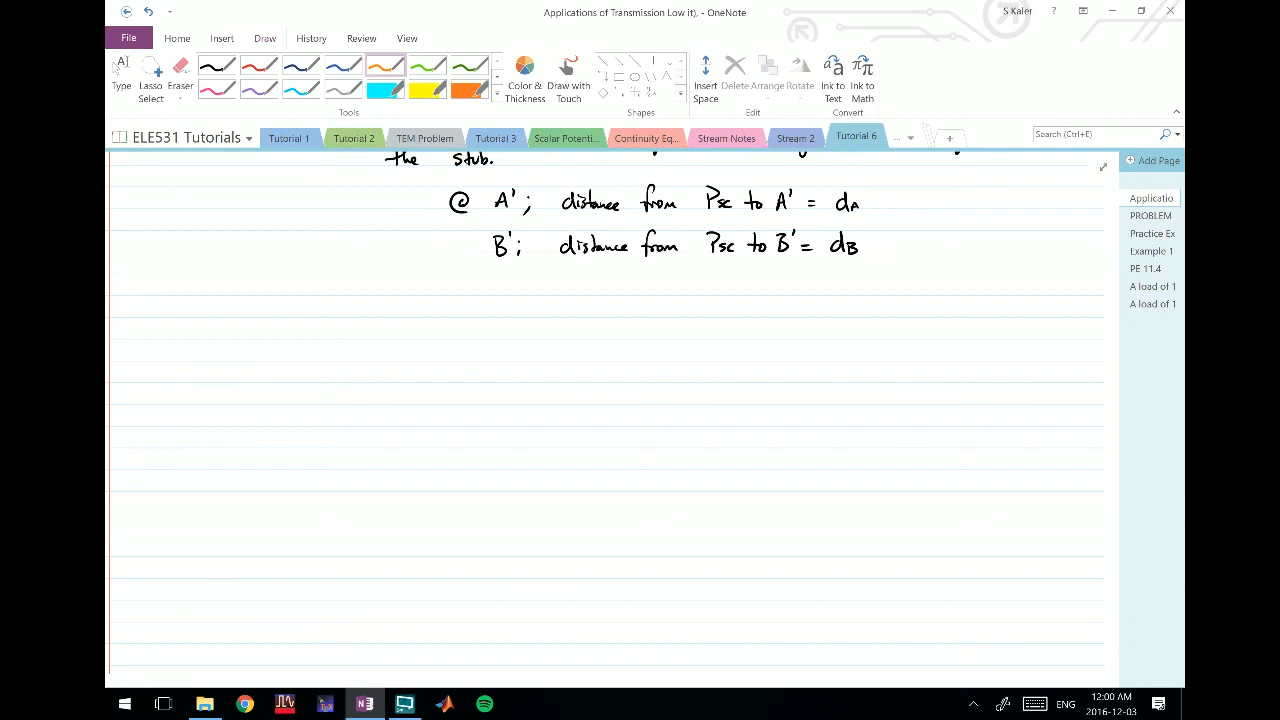 Applications of Transmission Low it), - OneNote
S Kaler
?
File Home Insert Draw History Review View
Type
Lasso Select
Eraser
Color & Thickness
Draw with Touch
Insert Space
Delete
Arrange
Rotate
Ink to Text
Ink to Math
Tools
Shapes
Edit
Convert
ELE531 Tutorials
Tutorial 1
Tutorial 2
TEM Problem
Tutorial 3
Scalar Potenti...
Continuity Eq...
Stream Notes
Stream 2
Tutorial 6
...
Search (Ctrl+E)
Add Page
Applicatio
PROBLEM
Practice Ex
Example 1
PE 11.4
A load of 1
A load of 1
the stub.
@ A' ; distance from Psc to A' = dA
B' ; distance from Psc to B' = dB
ENG
12:00 AM
2016-12-03